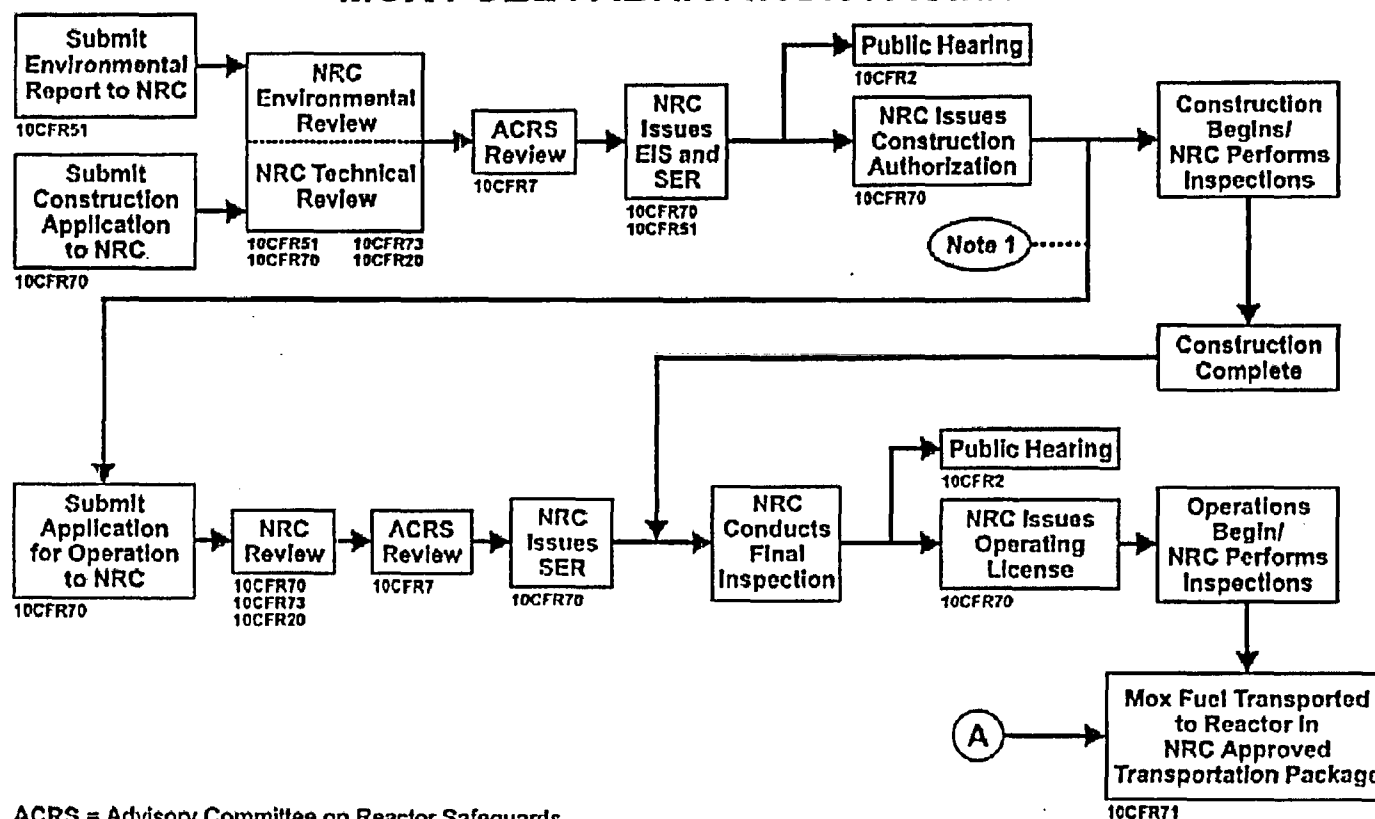 Submit
Environmental
Report to NRC
10CFR51
Submit
Construction
Application
to NRC
10CFR70
NRC
Environmental
Review
NRC Technical
Review
10CFR51 10CFR73
10CFR70 10CFR20
ACRS
Review
10CFR7
NRC
Issues
EIS and
SER
10CFR70
10CFR51
Public Hearing
10CFR2
NRC Issues
Construction
Authorization
10CFR70
Note 1
Construction
Begins/
NRC Performs
Inspections
Construction
Complete
Submit
Application
for Operation
to NRC
10CFR70
NRC
Review
10CFR70
10CFR73
10CFR20
ACRS
Review
10CFR7
NRC
Issues
SER
10CFR70
NRC
Conducts
Final
Inspection
Public Hearing
10CFR2
NRC Issues
Operating
License
10CFR70
Operations
Begin/
NRC Performs
Inspections
A
Mox Fuel Transported
to Reactor in
NRC Approved
Transportation Package
10CFR71
ACRS = Advisory Committee on Reactor Safeguards